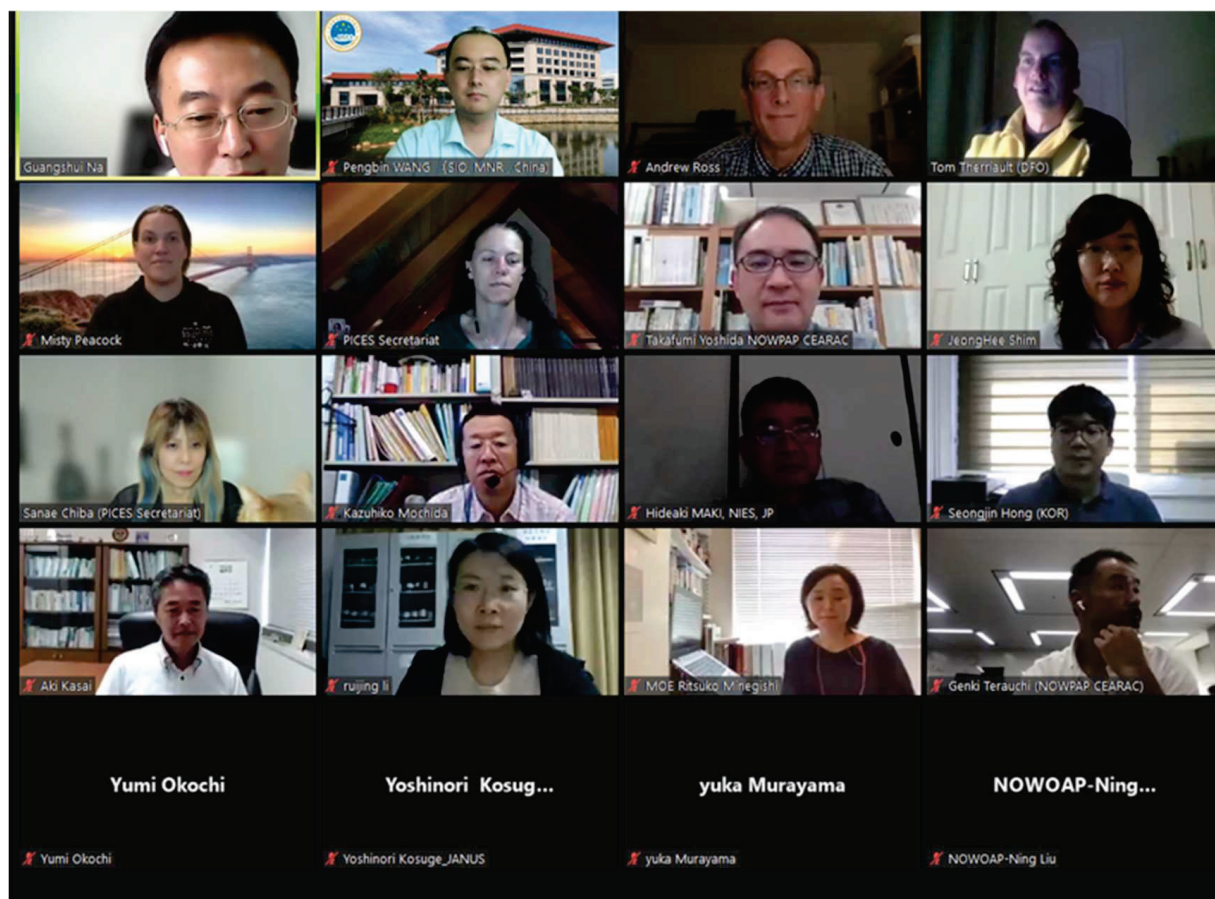 Guangshui Na
Pengbin WANG (SIO, MNR, China)
Andrew Ross
Tom Therriault (DFO)
Misty Peacock
PICES Secretariat
Takafumi Yoshida NOWPAP CEARAC
JeongHee Shim
Sanae Chiba (PICES Secretariat)
Kazuhiko Mochida
Hideaki MAKI, NIES, JP
Seongjin Hong (KOR)
Aki Kasai
ruijing li
MOE Ritsuko Minegishi
Genki Terauchi (NOWPAP CEARAC)
Yumi Okochi
Yoshinori Kosug...
yuka Murayama
NOWOAP-Ning...
Yumi Okochi
Yoshinori Kosuge_JANUS
yuka Murayama
NOWOAP-Ning Liu